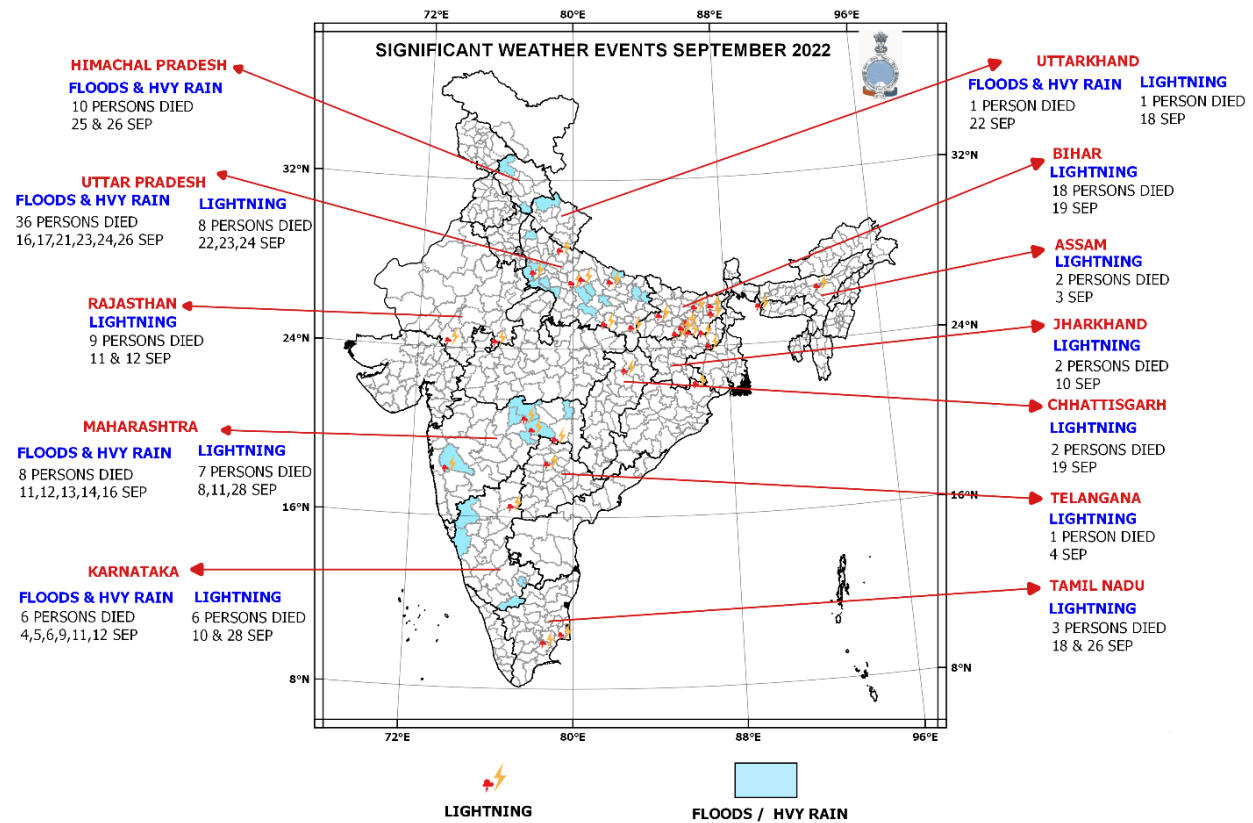 72°E 80°E 88°E 96°E
SIGNIFICANT WEATHER EVENTS SEPTEMBER 2022
HIMACHAL PRADESH
FLOODS & HVY RAIN
10 PERSONS DIED
25 & 26 SEP
UTTAR PRADESH
FLOODS & HVY RAIN
36 PERSONS DIED
16,17,21,23,24,26 SEP
LIGHTNING
8 PERSONS DIED
22,23,24 SEP
RAJASTHAN
LIGHTNING
9 PERSONS DIED
11 & 12 SEP
MAHARASHTRA
FLOODS & HVY RAIN
8 PERSONS DIED
11,12,13,14,16 SEP
LIGHTNING
7 PERSONS DIED
8,11,28 SEP
KARNATAKA
FLOODS & HVY RAIN
6 PERSONS DIED
4,5,6,9,11,12 SEP
LIGHTNING
6 PERSONS DIED
10 & 28 SEP
32°N
24°N
16°N
8°N
UTTARKHAND
FLOODS & HVY RAIN
1 PERSON DIED
22 SEP
LIGHTNING
1 PERSON DIED
18 SEP
BIHAR
LIGHTNING
18 PERSONS DIED
19 SEP
ASSAM
LIGHTNING
2 PERSONS DIED
3 SEP
JHARKHAND
LIGHTNING
2 PERSONS DIED
10 SEP
CHHATTISGARH
LIGHTNING
2 PERSONS DIED
19 SEP
TELANGANA
LIGHTNING
1 PERSON DIED
4 SEP
TAMIL NADU
LIGHTNING
3 PERSONS DIED
18 & 26 SEP
32°N
24°N
16°N
8°N
72°E 80°E 88°E 96°E
LIGHTNING
FLOODS / HVY RAIN